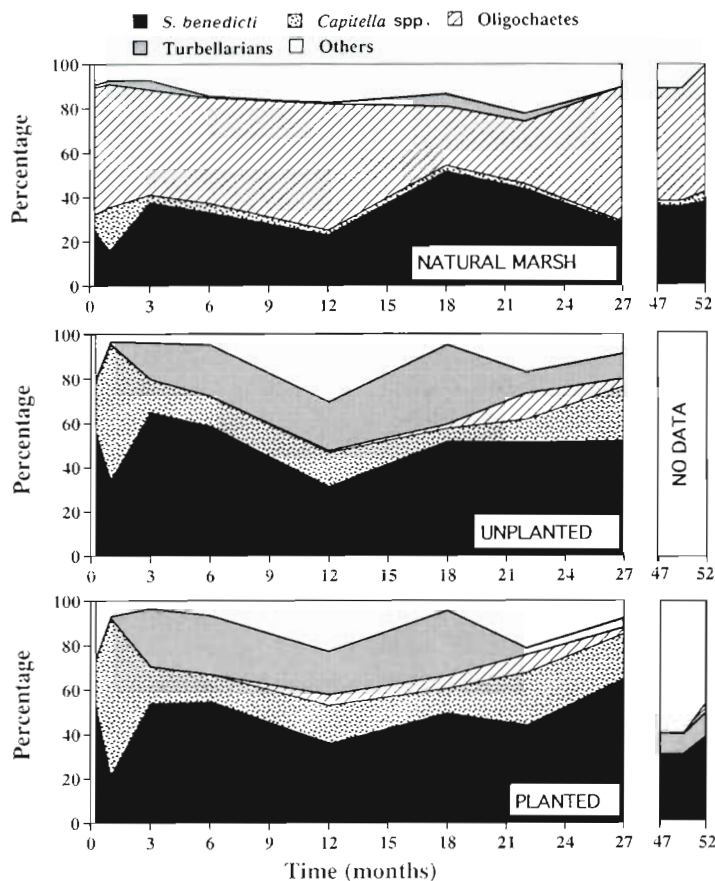 S. benedicti Capitella spp. Oligochaetes
Turbellarians Others
Percentage
100
80
60
40
20
0
NATURAL MARSH
0 3 6 9 12 15 18 21 24 27 47 52
Percentage
100
80
60
40
20
0
UNPLANTED
NO DATA
0 3 6 9 12 15 18 21 24 27 47 52
Percentage
100
80
60
40
20
0
PLANTED
0 3 6 9 12 15 18 21 24 27 47 52
Time (months)